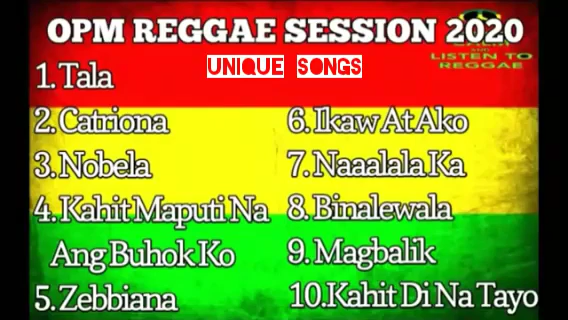 OPM REGGAE SESSION 2020
UNIQUE SONGS
LISTEN TO
REGGAE
1. Tala
2. Catriona
3. Nobela
4. Kahit Maputi Na
Ang Buhok Ko
5. Zebbiana
6. Ikaw At Ako
7. Naaalala Ka
8. Binalewala
9. Magbalik
10. Kahit Di Na Tayo